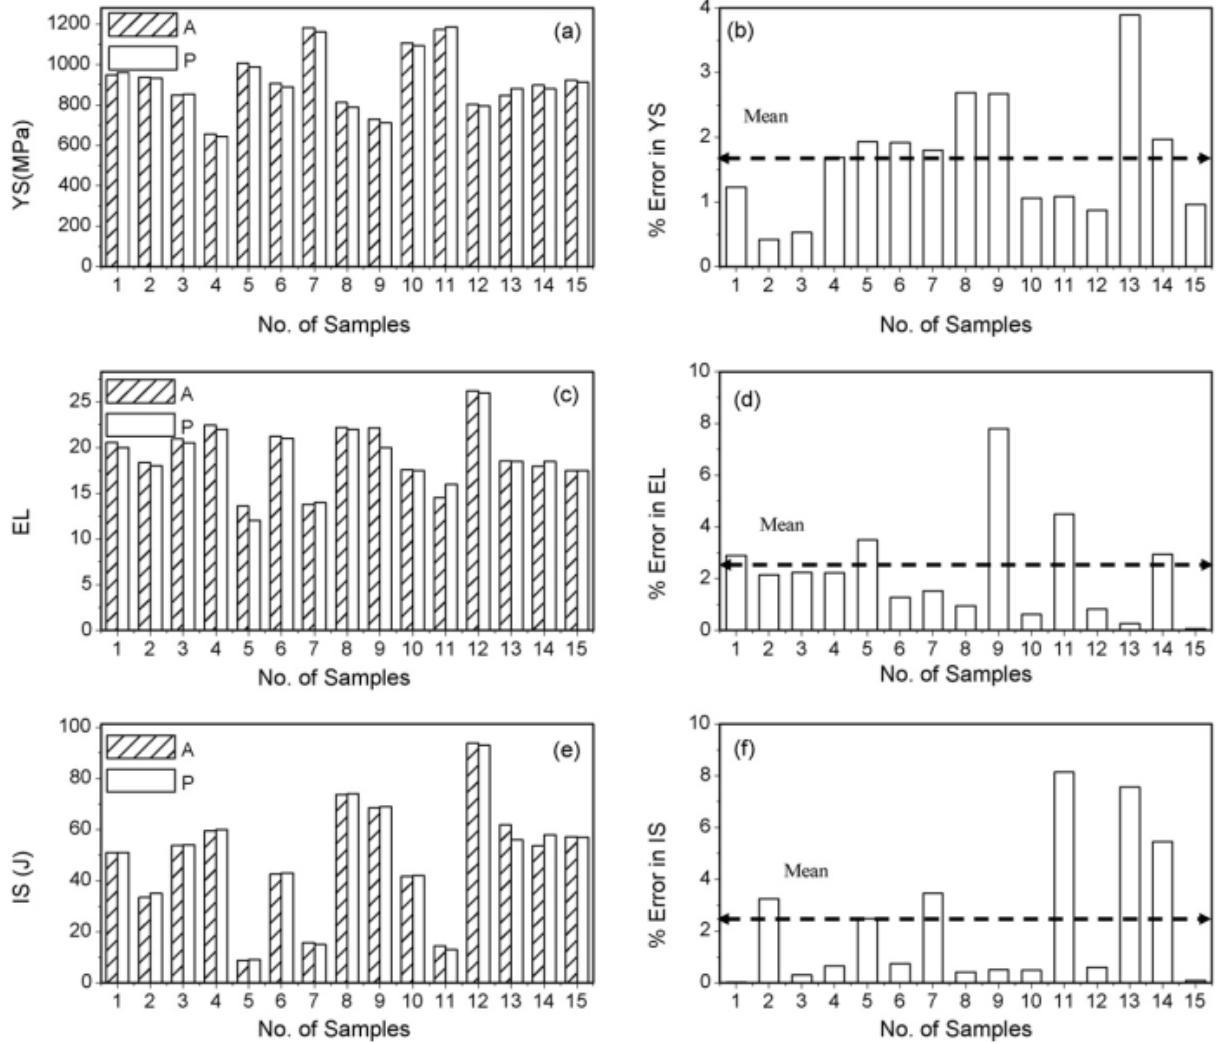 1200
1000
800
600
400
200
0
YS(MPa)
A
P
(a)
1 2 3 4 5 6 7 8 9 10 11 12 13 14 15
No. of Samples
4
3
2
1
0
% Error in YS
(b)
Mean
1 2 3 4 5 6 7 8 9 10 11 12 13 14 15
No. of Samples
25
20
15
10
5
0
EL
A
P
(c)
1 2 3 4 5 6 7 8 9 10 11 12 13 14 15
No. of Samples
10
8
6
4
2
0
% Error in EL
(d)
Mean
1 2 3 4 5 6 7 8 9 10 11 12 13 14 15
No. of Samples
100
80
60
40
20
0
IS (J)
A
P
(e)
1 2 3 4 5 6 7 8 9 10 11 12 13 14 15
No. of Samples
10
8
6
4
2
0
% Error in IS
(f)
Mean
1 2 3 4 5 6 7 8 9 10 11 12 13 14 15
No. of Samples